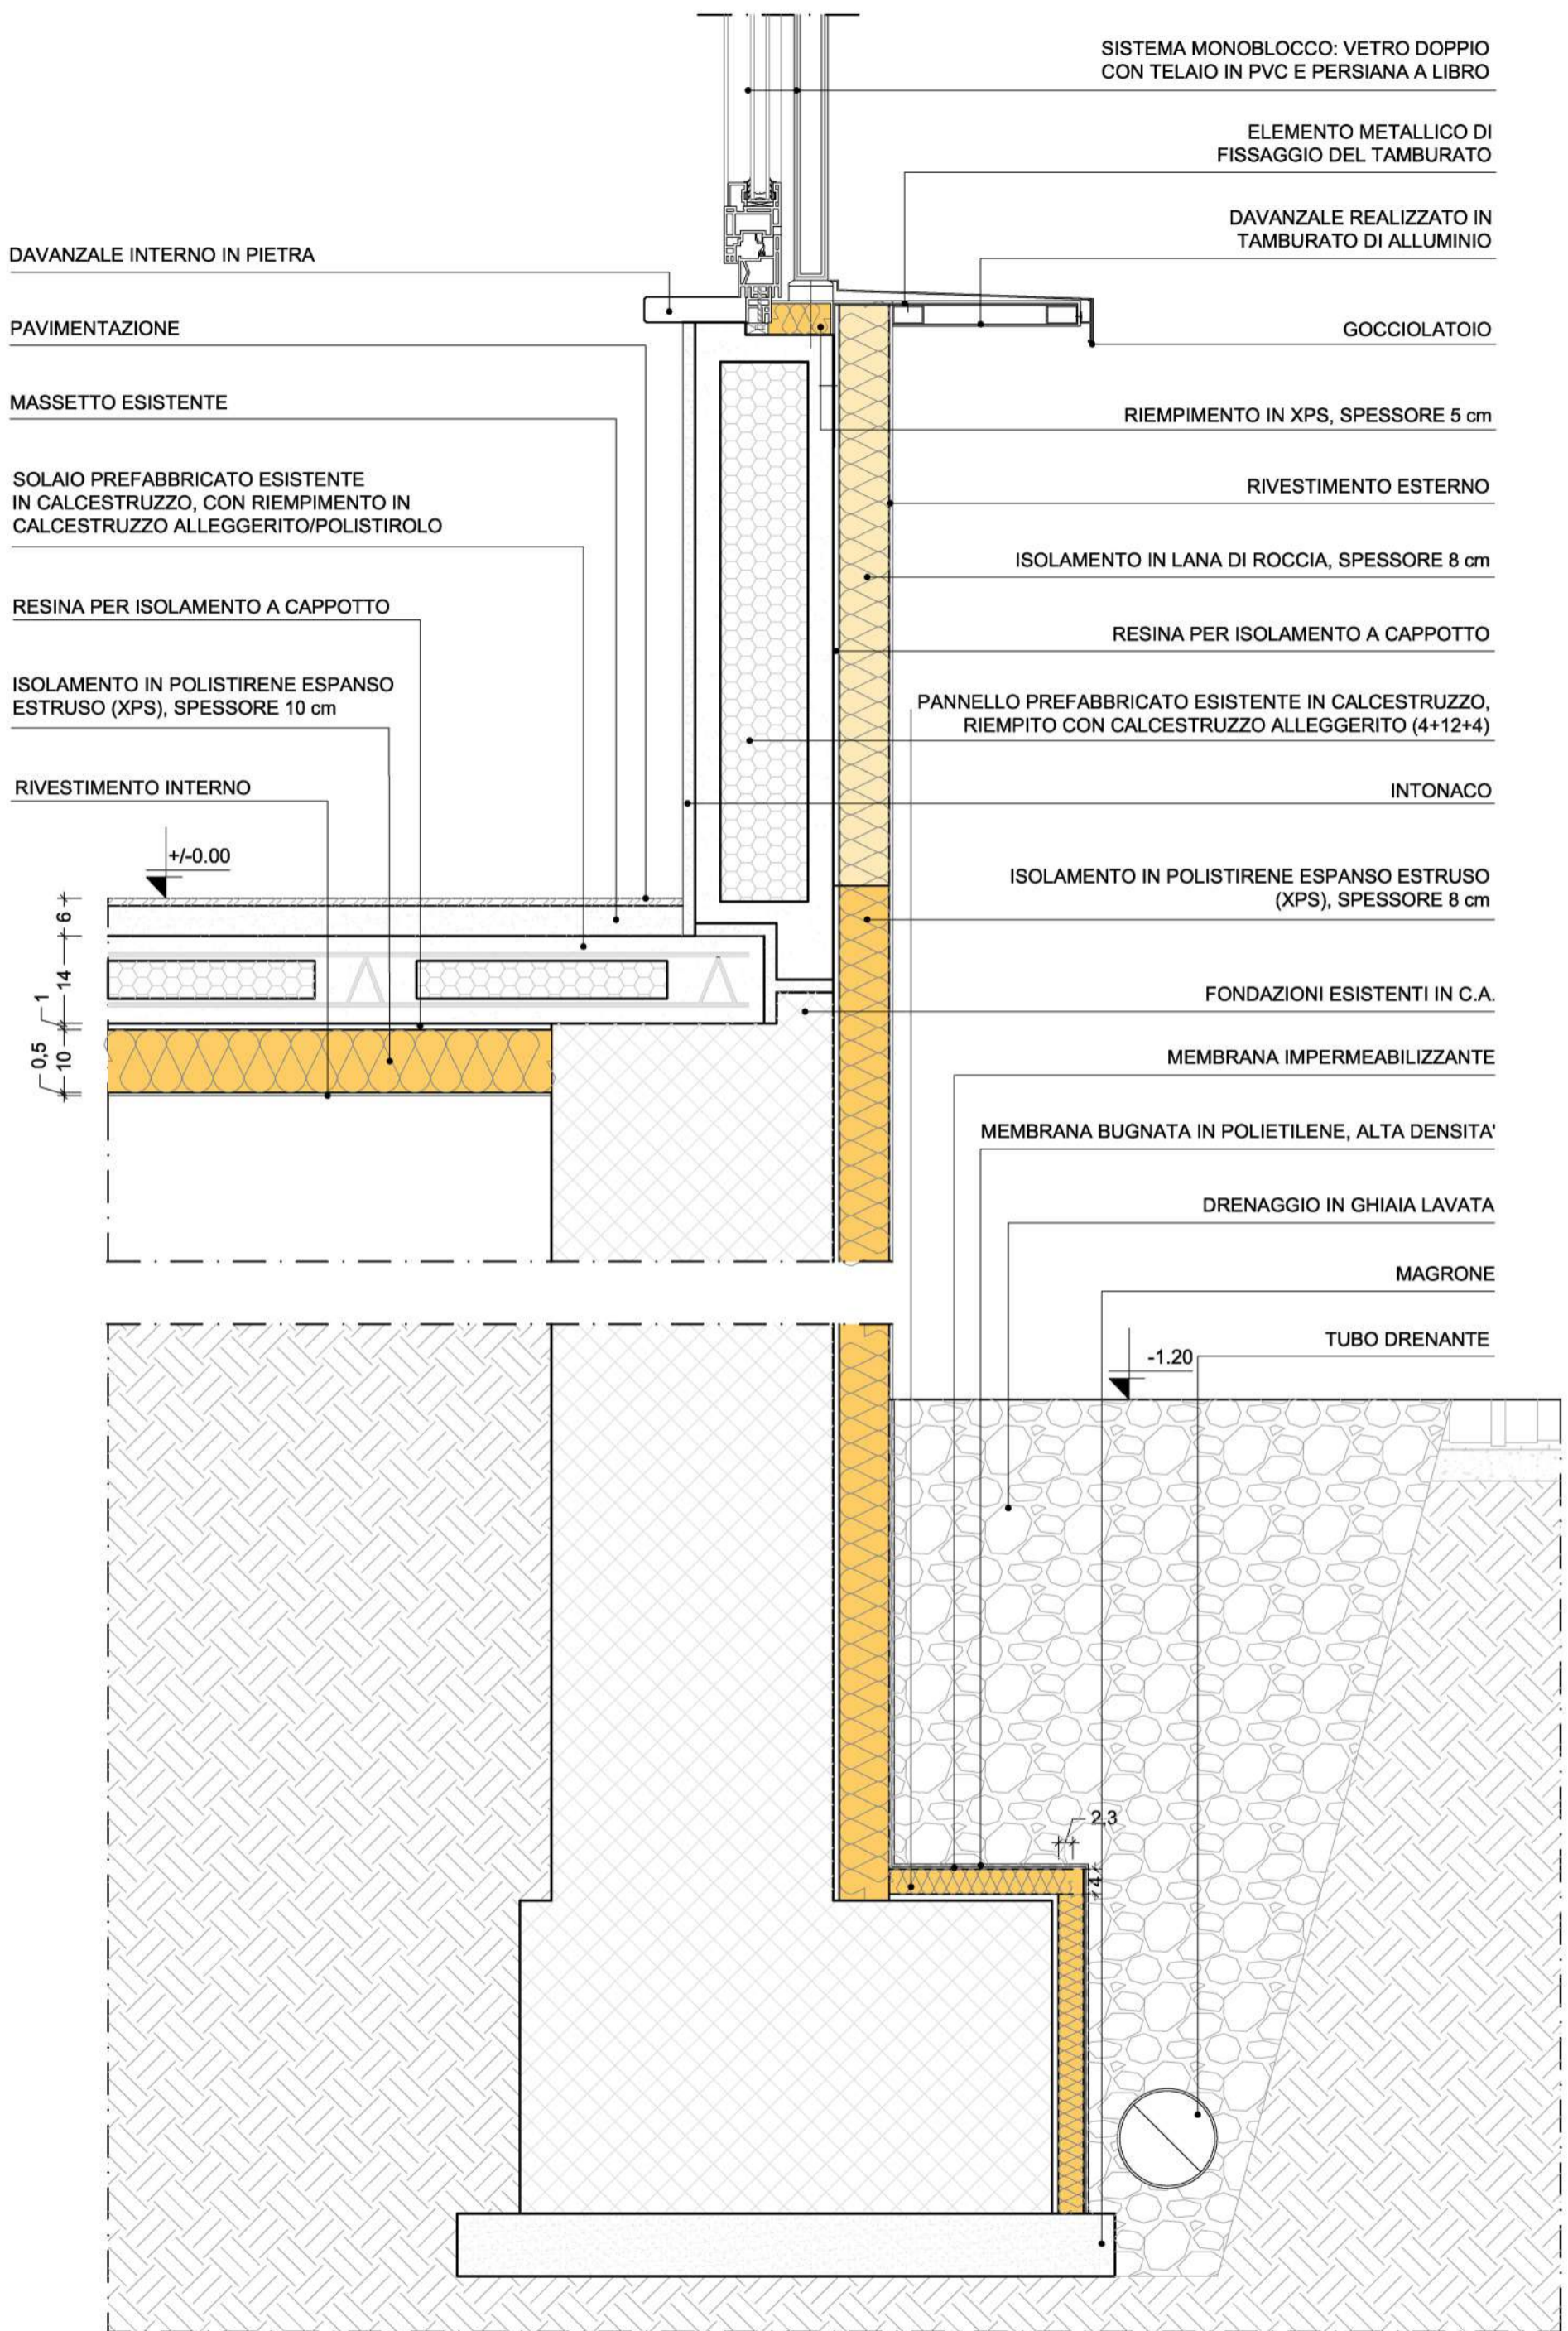 SISTEMA MONOBLOCCO: VETRO DOPPIO
CON TELAIO IN PVC E PERSIANA A LIBRO
ELEMENTO METALLICO DI
FISSAGGIO DEL TAMBURATO
DAVANZALE REALIZZATO IN
TAMBURATO DI ALLUMINIO
GOCCIOLATOIO
RIEMPIMENTO IN XPS, SPESSORE 5 cm
RIVESTIMENTO ESTERNO
ISOLAMENTO IN LANA DI ROCCIA, SPESSORE 8 cm
RESINA PER ISOLAMENTO A CAPPOTTO
PANNELLO PREFABBRICATO ESISTENTE IN CALCESTRUZZO,
RIEMPITO CON CALCESTRUZZO ALLEGGERITO (4+12+4)
INTONACO
ISOLAMENTO IN POLISTIRENE ESPANSO ESTRUSO
(XPS), SPESSORE 8 cm
FONDAZIONI ESISTENTI IN C.A.
MEMBRANA IMPERMEABILIZZANTE
MEMBRANA BUGNATA IN POLIETILENE, ALTA DENSITA'
DRENAGGIO IN GHIAIA LAVATA
MAGRONE
TUBO DRENANTE
-1.20
2,3
4
DAVANZALE INTERNO IN PIETRA
PAVIMENTAZIONE
MASSETTO ESISTENTE
SOLAIO PREFABBRICATO ESISTENTE
IN CALCESTRUZZO, CON RIEMPIMENTO IN
CALCESTRUZZO ALLEGGERITO/POLISTIROLO
RESINA PER ISOLAMENTO A CAPPOTTO
ISOLAMENTO IN POLISTIRENE ESPANSO
ESTRUSO (XPS), SPESSORE 10 cm
RIVESTIMENTO INTERNO
+/-0.00
6
14
1
10
0,5